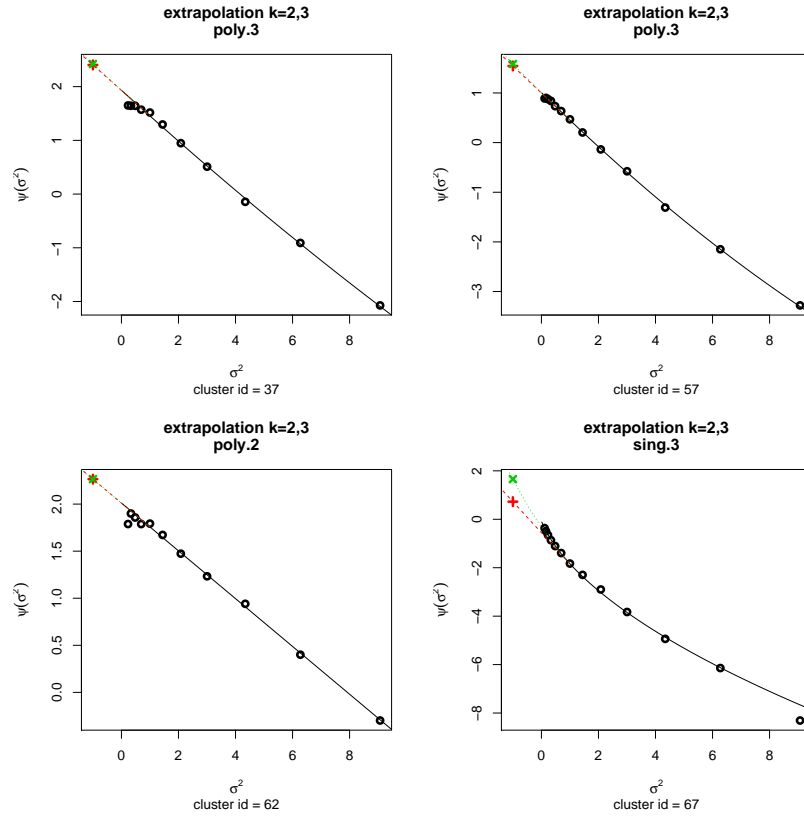 extrapolation k=2,3
poly.3
ψ(σ²)
2
1
0
−1
−2
0 2 4 6 8
σ²
cluster id = 37
extrapolation k=2,3
poly.3
ψ(σ²)
1
0
−1
−2
−3
0 2 4 6 8
σ²
cluster id = 57
extrapolation k=2,3
poly.2
ψ(σ²)
2.0
1.5
1.0
0.5
0.0
0 2 4 6 8
σ²
cluster id = 62
extrapolation k=2,3
sing.3
ψ(σ²)
2
0
−2
−4
−6
−8
0 2 4 6 8
σ²
cluster id = 67